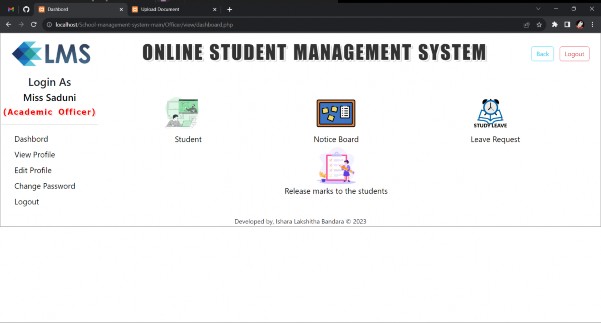 Dashbord
Upload Document
localhost/School-management-system-main/Officer/view/dashboard.php
LMS
ONLINE STUDENT MANAGEMENT SYSTEM
Back
Logout
Login As
Miss Saduni
(Academic Officer)
Dashbord
View Profile
Edit Profile
Change Password
Logout
STUDY LEAVE
Student
Notice Board
Leave Request
Release marks to the students
Developed by. Ishara Lakshitha Bandara © 2023